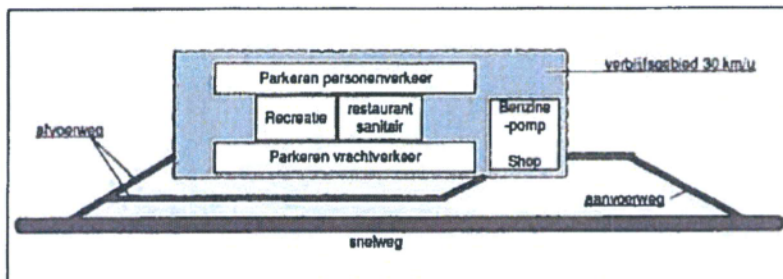 Parkeren personenverkeer
verblijfsgebied 30 km/u
Recreatie
restaurant
sanitair
Benzine
-pomp
Shop
afvoerweg
Parkeren vrachtverkeer
aanvoerweg
snelweg